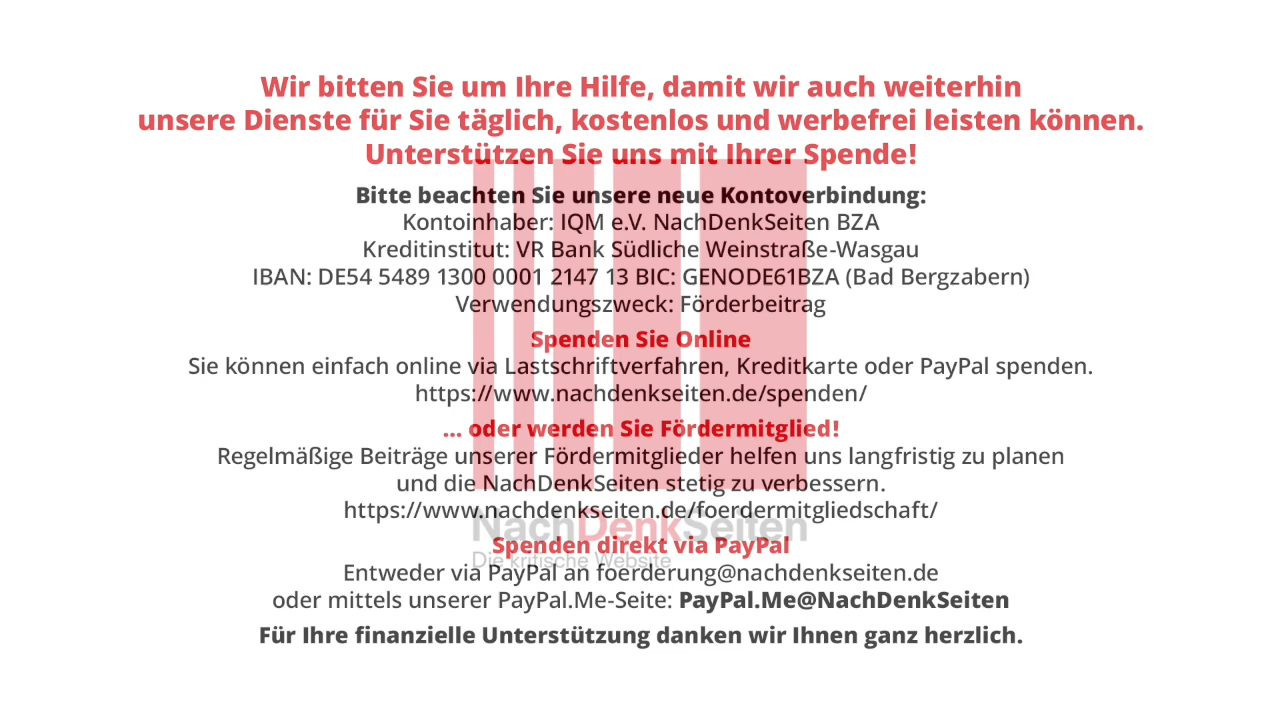 Wir bitten Sie um Ihre Hilfe, damit wir auch weiterhin
unsere Dienste für Sie täglich, kostenlos und werbefrei leisten können.
Unterstützen Sie uns mit Ihrer Spende!
Bitte beachten Sie unsere neue Kontoverbindung:
Kontoinhaber: IQM e.V. NachDenkSeiten BZA
Kreditinstitut: VR Bank Südliche Weinstraße-Wasgau
IBAN: DE54 5489 1300 0001 2147 13 BIC: GENODE61BZA (Bad Bergzabern)
Verwendungszweck: Förderbeitrag
Spenden Sie Online
Sie können einfach online via Lastschriftverfahren, Kreditkarte oder PayPal spenden.
https://www.nachdenkseiten.de/spenden/
... oder werden Sie Fördermitglied!
Regelmäßige Beiträge unserer Fördermitglieder helfen uns langfristig zu planen
und die NachDenkSeiten stetig zu verbessern.
https://www.nachdenkseiten.de/foerdermitgliedschaft/
NachDenkSeiten
Spenden direkt via PayPal
Die kritische Website
Entweder via PayPal an foerderung@nachdenkseiten.de
oder mittels unserer PayPal.Me-Seite: PayPal.Me@NachDenkSeiten
Für Ihre finanzielle Unterstützung danken wir Ihnen ganz herzlich.